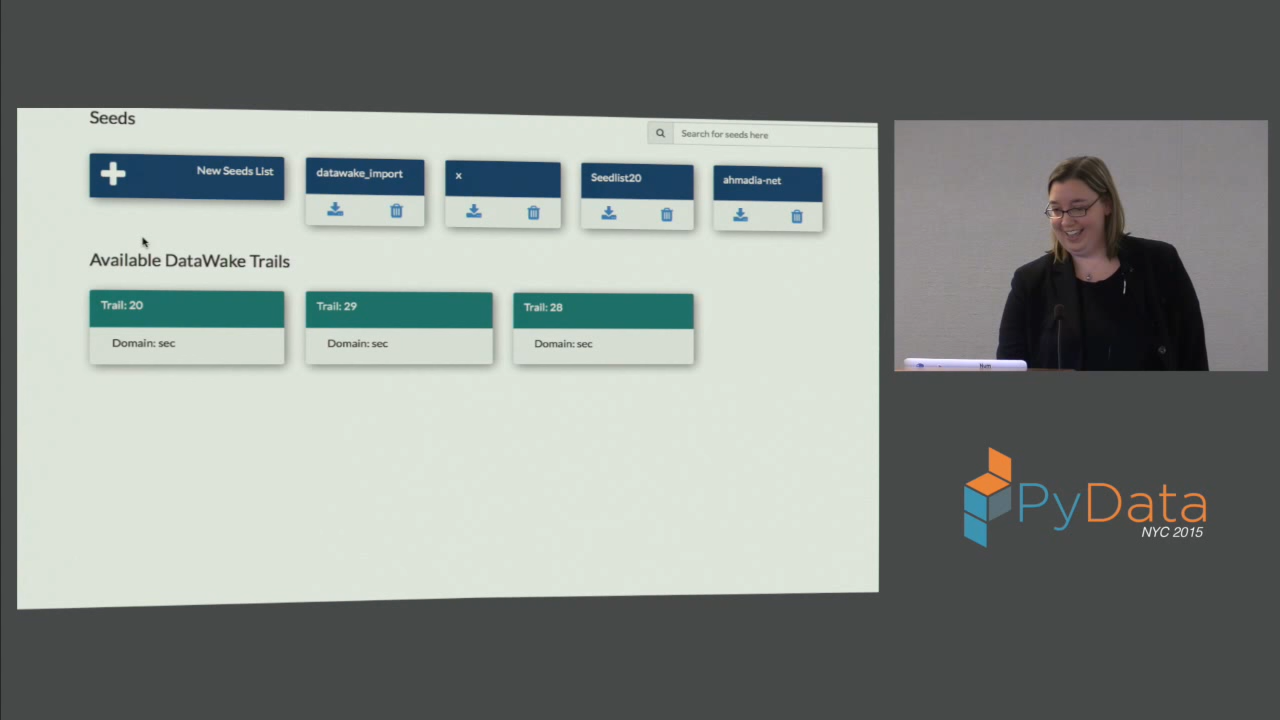 Seeds
Search for seeds here
New Seeds List
datawake_import
x
Seedlist20
ahmadia-net
Available DataWake Trails
Trail: 20
Trail: 29
Trail: 28
Domain: sec
Domain: sec
Domain: sec
PyData
NYC 2015